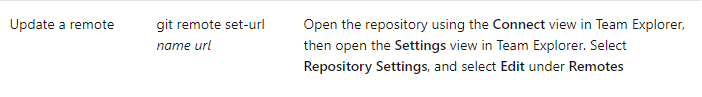 Update a remote
git remote set-url
name url
Open the repository using the Connect view in Team Explorer,
then open the Settings view in Team Explorer. Select
Repository Settings, and select Edit under Remotes